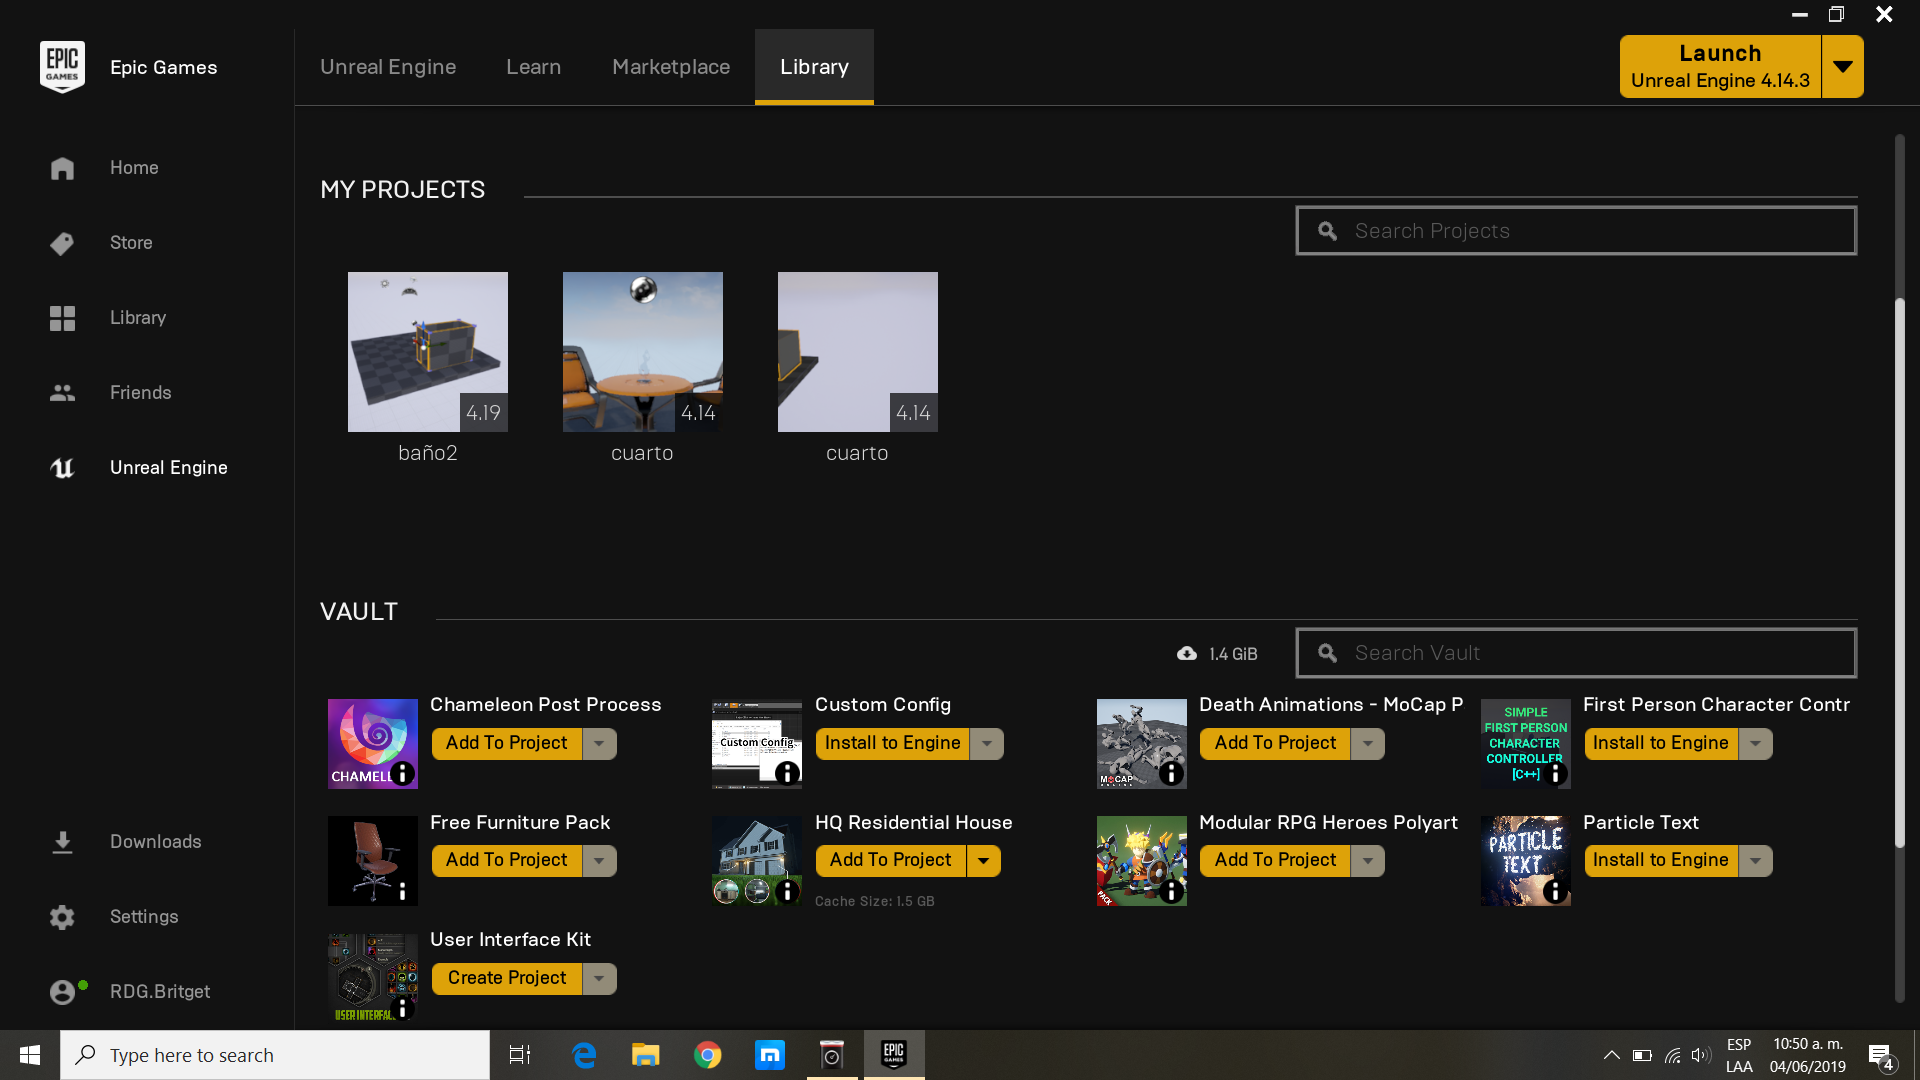 EPIC
GAMES
Epic Games
Unreal Engine
Learn
Marketplace
Library
Launch
Unreal Engine 4.14.3
Home
Store
Library
Friends
Unreal Engine
Downloads
Settings
RDG.Britget
MY PROJECTS
Search Projects
4.19
4.14
4.14
baño2
cuarto
cuarto
VAULT
1.4 GiB
Search Vault
Chameleon Post Process
Add To Project
CHAMELE
Custom Config
Install to Engine
Custom Config
Death Animations - MoCap P
Add To Project
MOCAP
ONLINE
First Person Character Contr
Install to Engine
SIMPLE
FIRST PERSON
CHARACTER
CONTROLLER
[C++]
Free Furniture Pack
Add To Project
HQ Residential House
Add To Project
Cache Size: 1.5 GB
Modular RPG Heroes Polyart
Add To Project
PACK
Particle Text
Install to Engine
PARTICLE
TEXT
User Interface Kit
Create Project
USER INTERFA
Type here to search
EPIC
GAMES
ESP
LAA
10:50 a. m.
04/06/2019
4